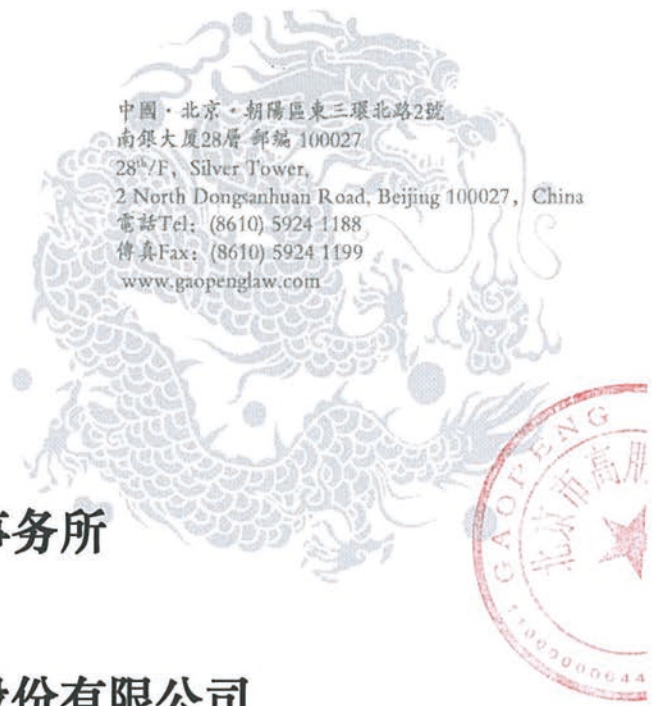 中國·北京·朝陽區東三環北路2號
南銀大厦28層 郵編 100027
28th/F, Silver Tower,
2 North Dongsanhuan Road, Beijing 100027, China
電話Tel: (8610) 5924 1188
傳真Fax: (8610) 5924 1199
www.gaopenglaw.com
GAOPENG
北京市高
11000000644
务所
份有限公司